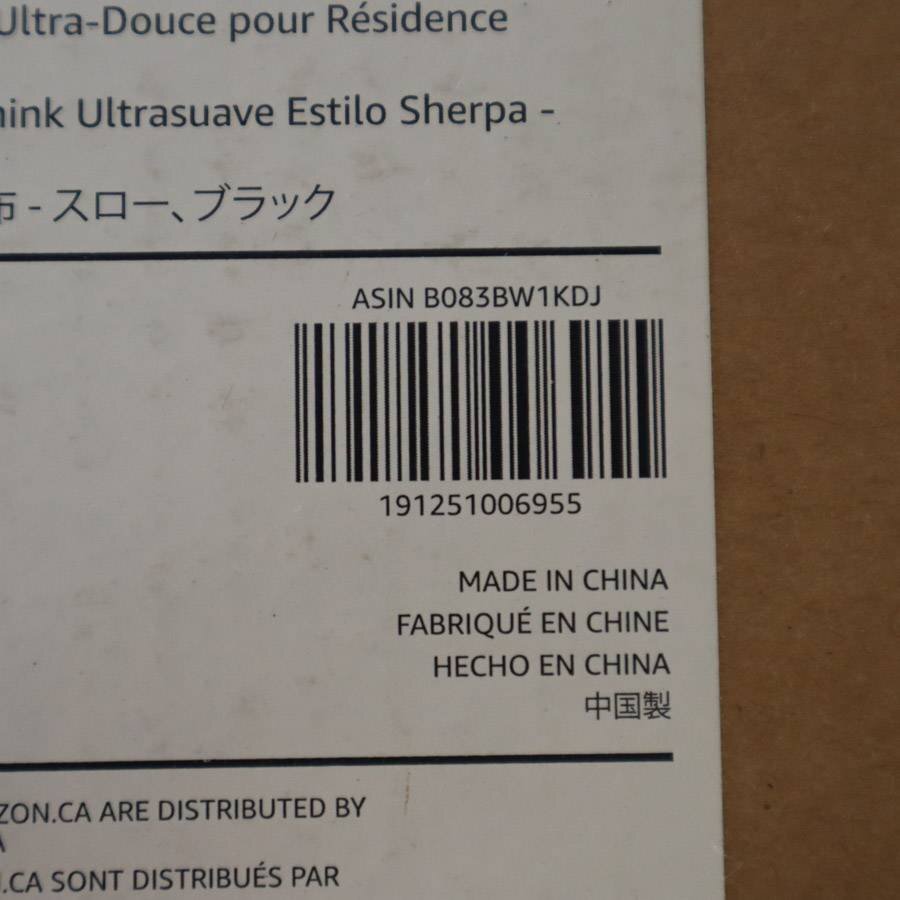 Ultra-Douce pour Résidence
Ultrasuave Estilo Sherpa -
布 - スロー、ブラック
ASIN B083BW1KDJ
191251006955
MADE IN CHINA
FABRIQUÉ EN CHINE
HECHO EN CHINA
中国製
ZON.CA ARE DISTRIBUTED BY
.CA SONT DISTRIBUÉS PAR